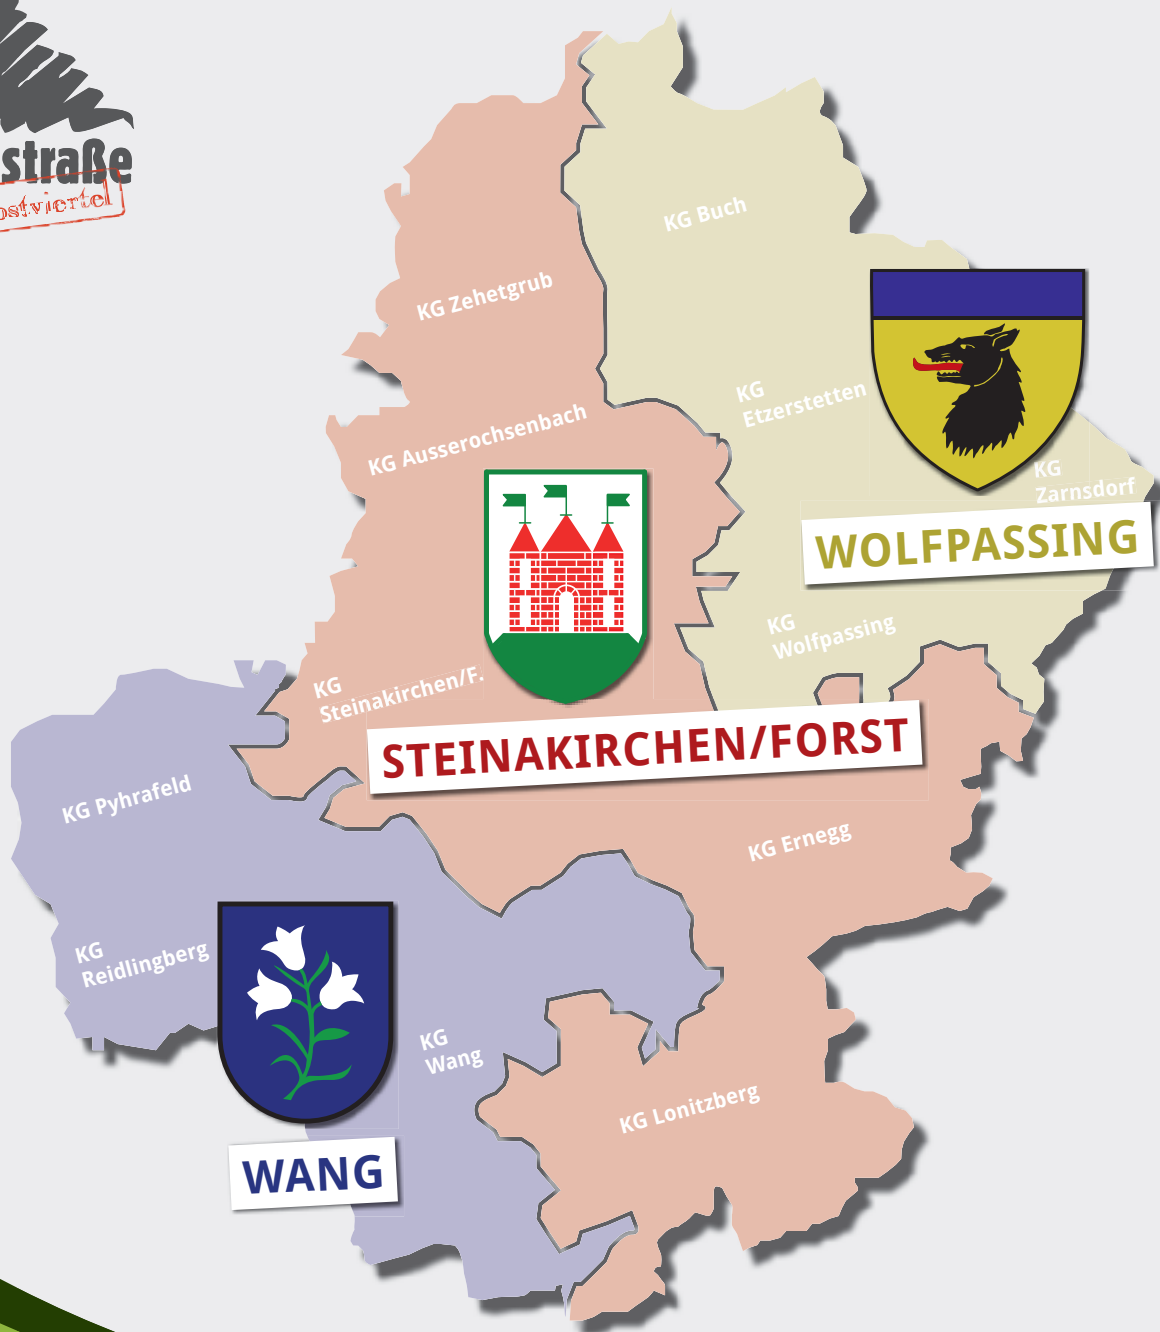 straße
ostviertel
KG Buch
KG Zehetgrub
KG
Etzerstetten
KG Ausserochsenbach
KG
Zarnsdorf
WOLFPASSING
KG
Wolfpassing
KG
Steinakirchen/F.
STEINAKIRCHEN/FORST
KG Pyhrafeld
KG Ernegg
KG
Reidlingberg
KG
Wang
KG Lonitzberg
WANG